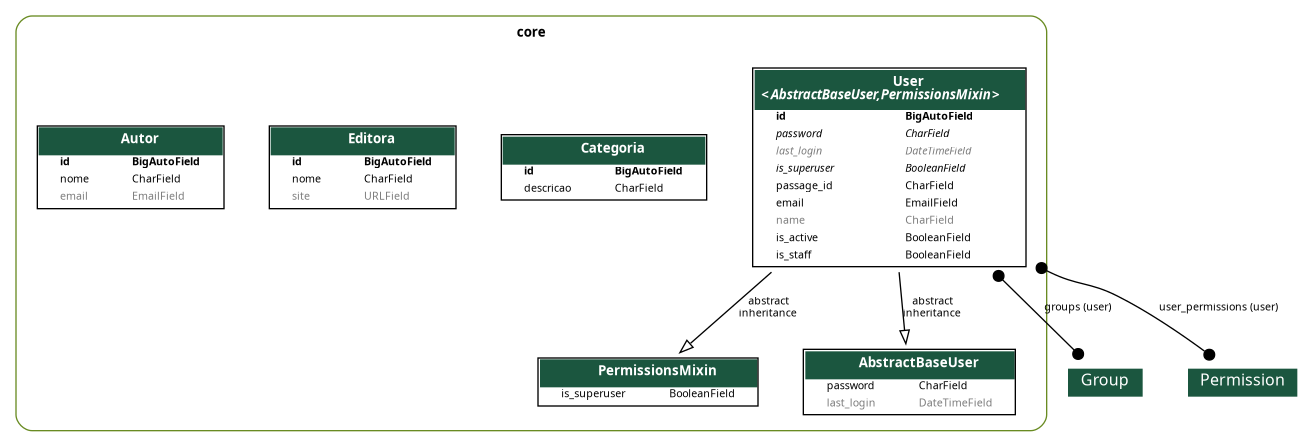 core
User
<AbstractBaseUser,PermissionsMixin>
id BigAutoField
password CharField
last_login DateTimeField
is_superuser BooleanField
passage_id CharField
email EmailField
name CharField
is_active BooleanField
is_staff BooleanField
Autor
id BigAutoField
nome CharField
email EmailField
Editora
id BigAutoField
nome CharField
site URLField
Categoria
id BigAutoField
descricao CharField
abstract
inheritance
abstract
inheritance
groups (user)
user_permissions (user)
PermissionsMixin
is_superuser BooleanField
AbstractBaseUser
password CharField
last_login DateTimeField
Group
Permission